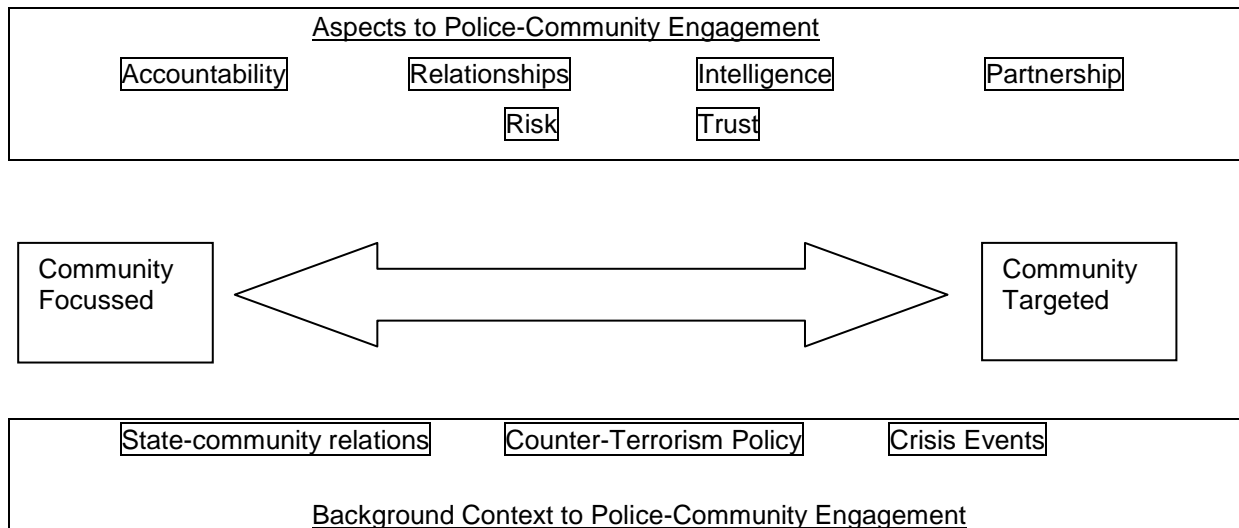 Aspects to Police-Community Engagement
Accountability Relationships Intelligence Partnership
Risk Trust
Community
Focussed
Community
Targeted
State-community relations Counter-Terrorism Policy Crisis Events
Background Context to Police-Community Engagement